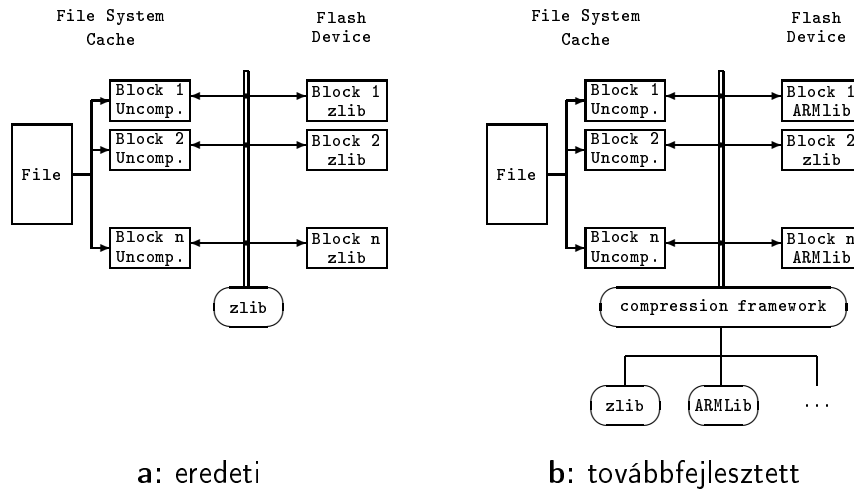 File System
Cache
Flash
Device
File
Block 1
Uncomp.
Block 2
Uncomp.
Block n
Uncomp.
Block 1
zlib
Block 2
zlib
Block n
zlib
zlib
a: eredeti
File System
Cache
Flash
Device
File
Block 1
Uncomp.
Block 2
Uncomp.
Block n
Uncomp.
Block 1
ARMlib
Block 2
zlib
Block n
ARMlib
compression framework
zlib
ARMLib
...
b: továbbfejlesztett